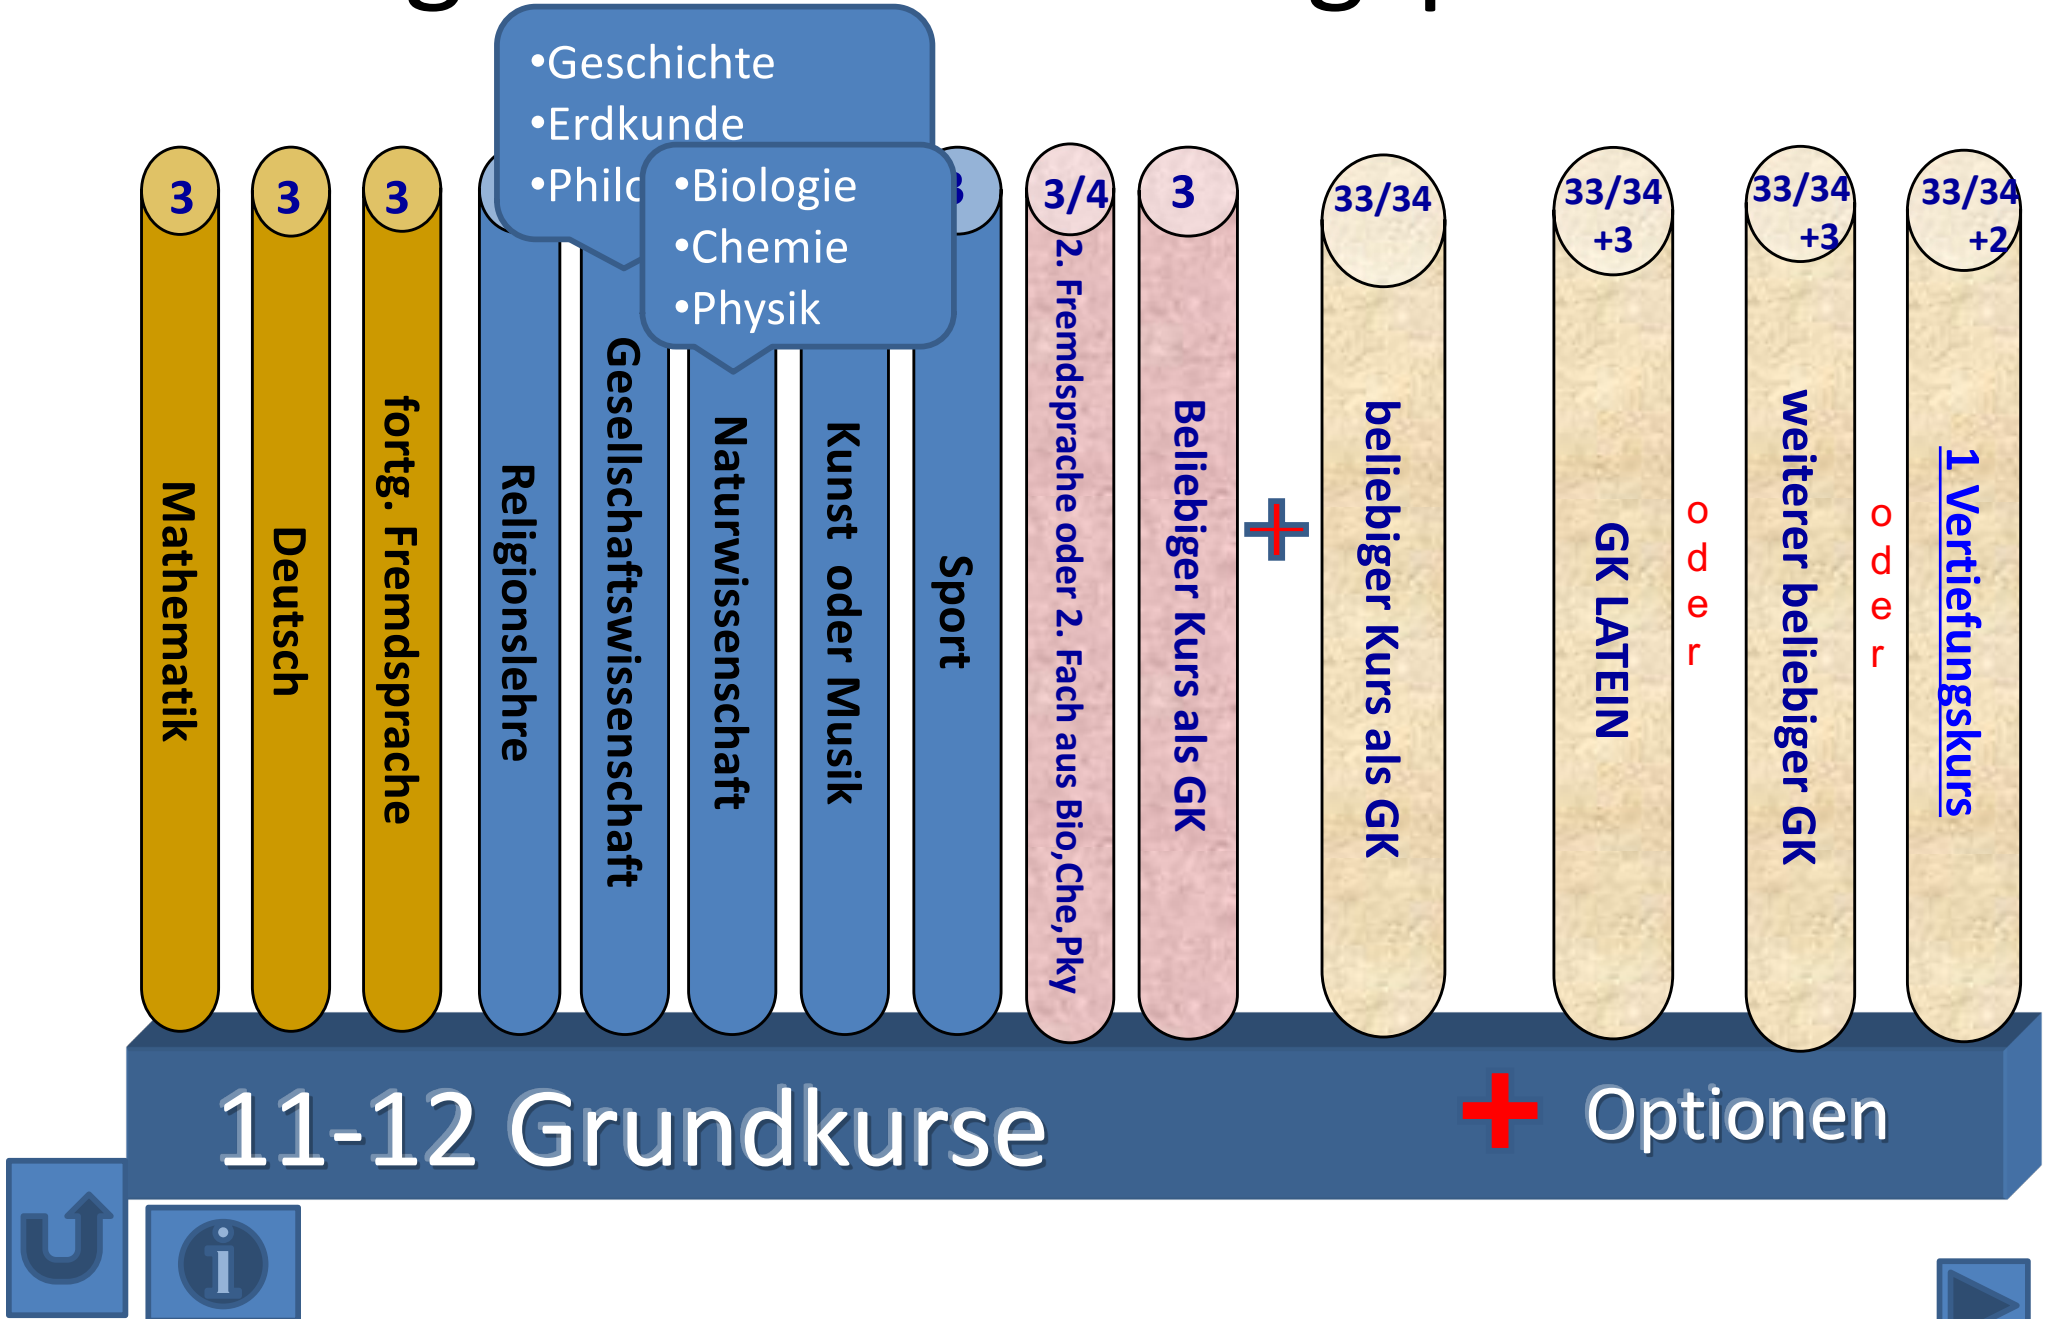 •Geschichte
•Erdkunde
•Biologie
•Chemie
•Physik
3
3
3
3/4
3
33/34
33/34
+3
33/34
+3
33/34
+2
Mathematik
Deutsch
fortg. Fremdsprache
Religionslehre
Gesellschaftswissenschaft
Naturwissenschaft
Kunst oder Musik
Sport
2. Fremdsprache oder 2. Fach aus Bio,Che,Pky
Beliebiger Kurs als GK
beliebiger Kurs als GK
GK LATEIN
oder
weiterer beliebiger GK
oder
1 Vertiefungskurs
11-12 Grundkurse
+ Optionen